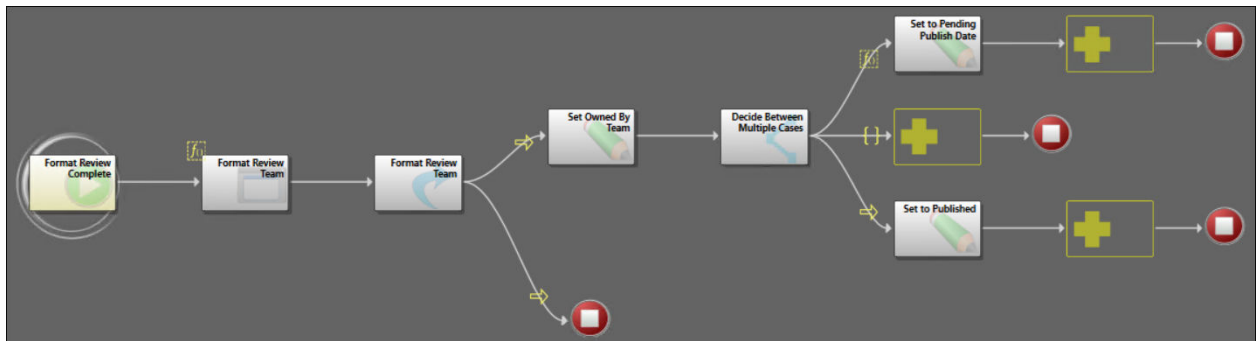 Format Review
Complete
f()
Format Review
Team
Format Review
Team
Set Owned By
Team
Decide Between
Multiple Cases
f()
Set to Pending
Publish Date
{ }
Set to Published